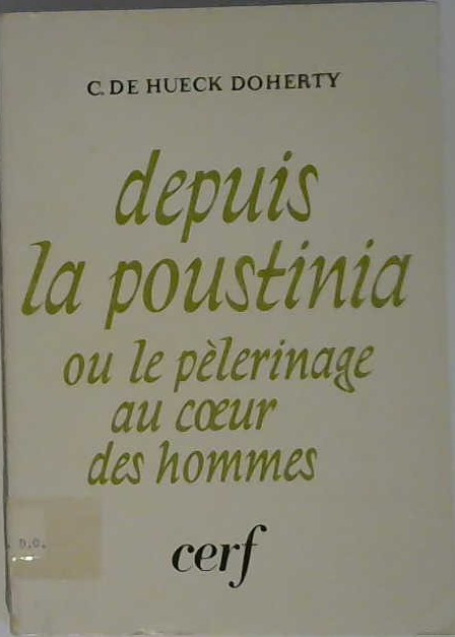 C. DE HUECK DOHERTY
depuis
la poustinia
ou le pèlerinage
au cœur
des hommes
cerf